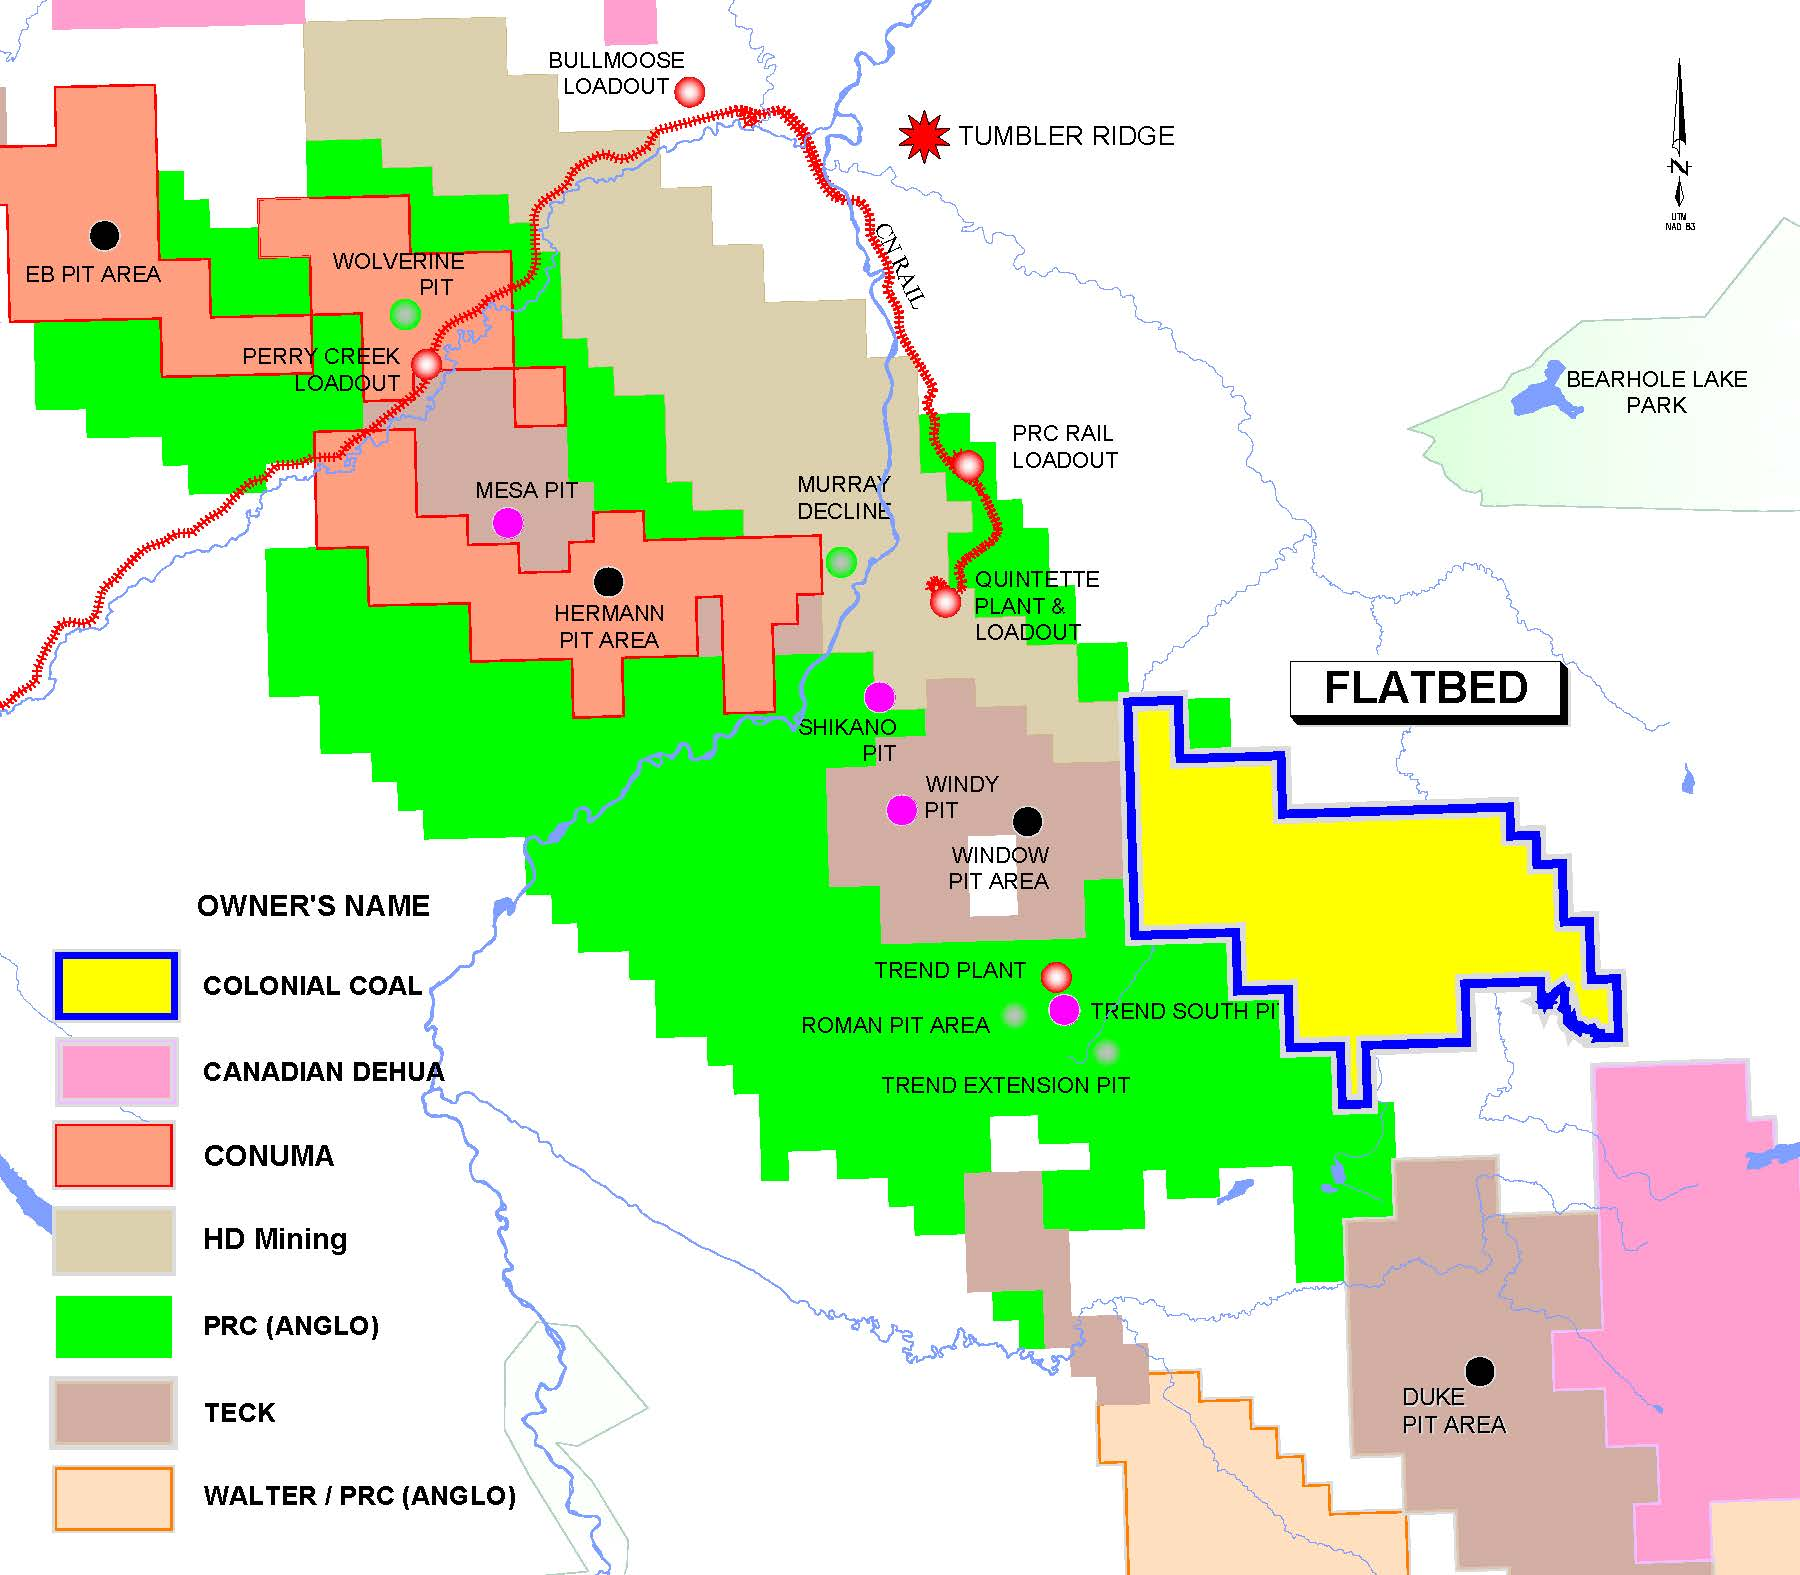 BULLMOOSE
LOADOUT
TUMBLER RIDGE
N
UTM
NAD 83
EB PIT AREA
WOLVERINE
PIT
CN RAIL
PERRY CREEK
LOADOUT
BEARHOLE LAKE
PARK
PRC RAIL
LOADOUT
MESA PIT
MURRAY
DECLINE
QUINTETTE
PLANT &
LOADOUT
HERMANN
PIT AREA
FLATBED
SHIKANO
PIT
WINDY
PIT
WINDOW
PIT AREA
OWNER'S NAME
COLONIAL COAL
CANADIAN DEHUA
CONUMA
HD Mining
PRC (ANGLO)
TECK
WALTER / PRC (ANGLO)
TREND PLANT
TREND SOUTH PI
ROMAN PIT AREA
TREND EXTENSION PIT
DUKE
PIT AREA